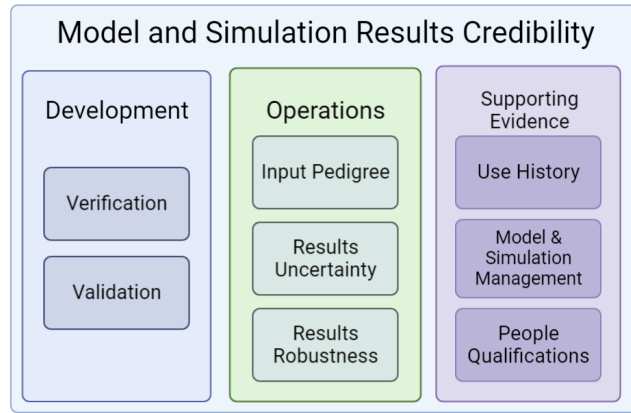 Model and Simulation Results Credibility
Development
Verification
Validation
Operations
Input Pedigree
Results
Uncertainty
Results
Robustness
Supporting
Evidence
Use History
Model &
Simulation
Management
People
Qualifications